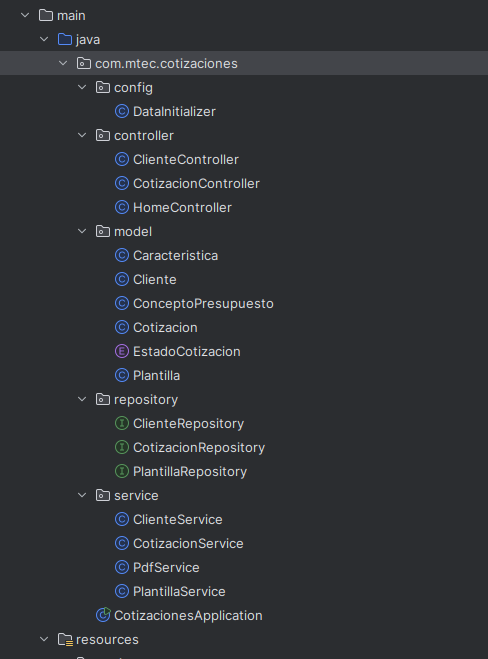 main
java
com.mtec.cotizaciones
config
DataInitializer
controller
ClienteController
CotizacionController
HomeController
model
Caracteristica
Cliente
ConceptoPresupuesto
Cotizacion
EstadoCotizacion
Plantilla
repository
ClienteRepository
CotizacionRepository
PlantillaRepository
service
ClienteService
CotizacionService
PdfService
PlantillaService
CotizacionesApplication
resources